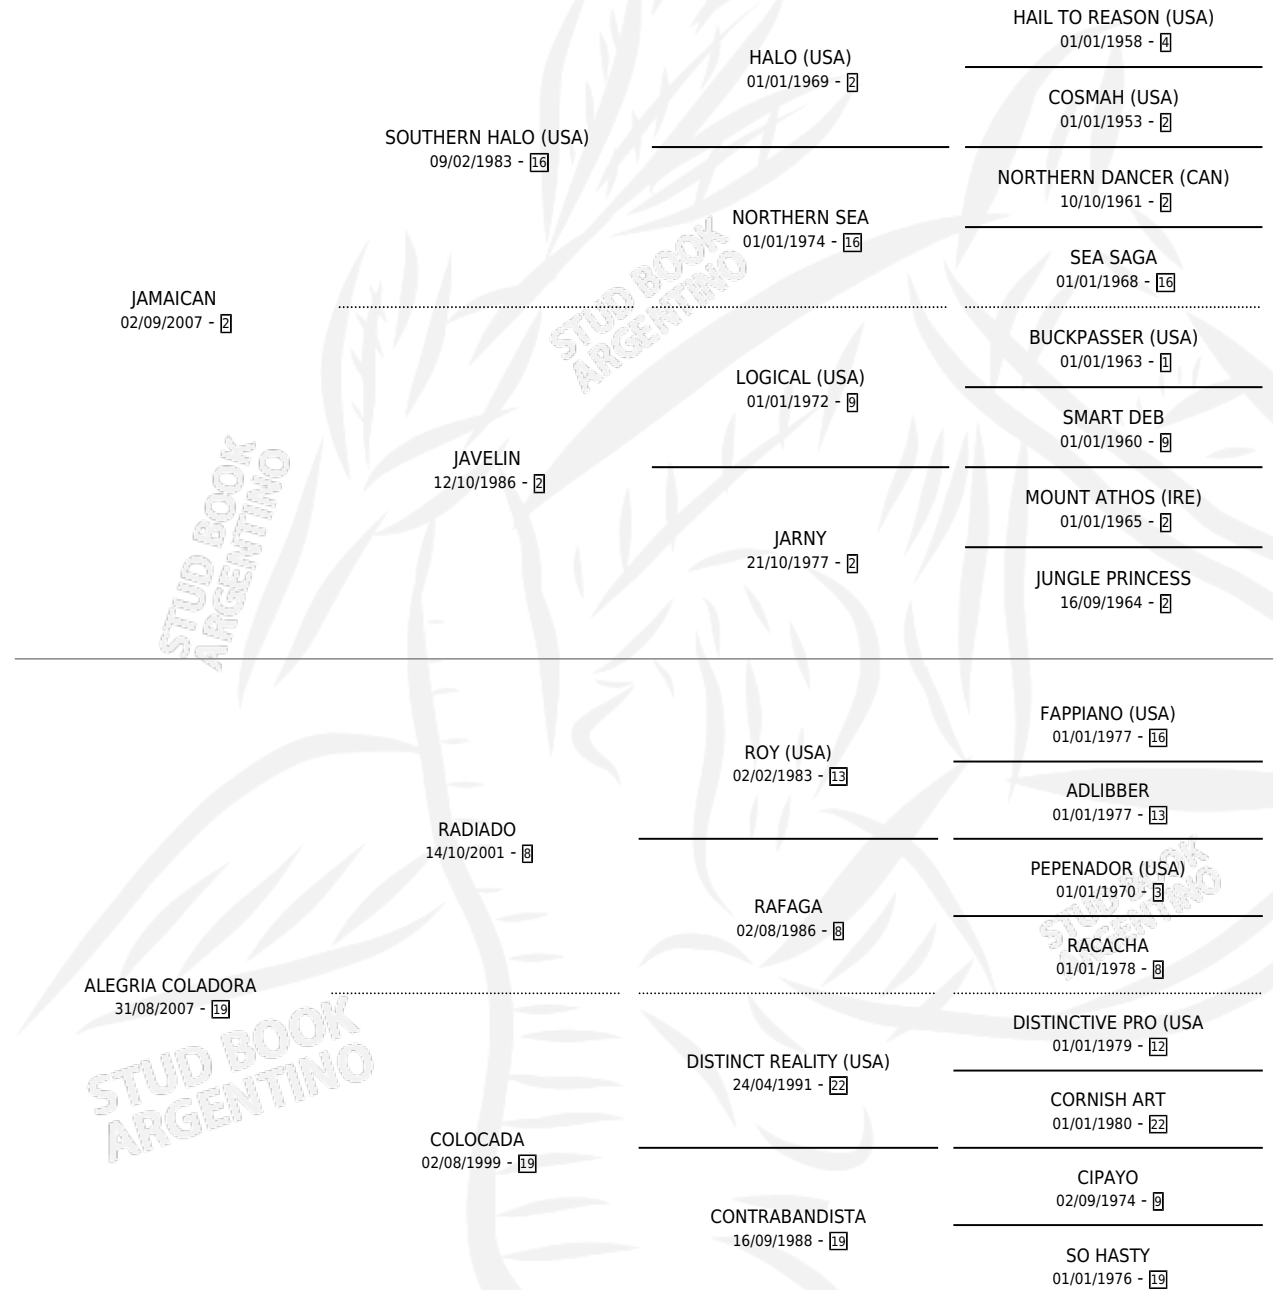 HAIL TO REASON (USA)
01/01/1958 - 4
HALO (USA)
01/01/1969 - 2
COSMAH (USA)
01/01/1953 - 2
SOUTHERN HALO (USA)
09/02/1983 - 16
NORTHERN DANCER (CAN)
10/10/1961 - 2
NORTHERN SEA
01/01/1974 - 16
SEA SAGA
01/01/1968 - 16
JAMAICAN
02/09/2007 - 2
STUD BOOK
ARGENTINO
BUCKPASSER (USA)
01/01/1963 - 1
LOGICAL (USA)
01/01/1972 - 9
SMART DEB
01/01/1960 - 9
JAVELIN
12/10/1986 - 2
MOUNT ATHOS (IRE)
01/01/1965 - 2
JARNY
21/10/1977 - 2
JUNGLE PRINCESS
16/09/1964 - 2
STUD BOOK
ARGENTINO
FAPPIANO (USA)
01/01/1977 - 16
ROY (USA)
02/02/1983 - 13
ADLIBBER
01/01/1977 - 13
RADIADO
14/10/2001 - 8
PEPENADOR (USA)
01/01/1970 - 3
RAFAGA
02/08/1986 - 8
STUD BOOK
ARGENTINO
RACACHA
01/01/1978 - 8
ALEGRIA COLADORA
31/08/2007 - 19
DISTINCTIVE PRO (USA
01/01/1979 - 12
DISTINCT REALITY (USA)
24/04/1991 - 22
STUD BOOK
ARGENTINO
CORNISH ART
01/01/1980 - 22
COLOCADA
02/08/1999 - 19
CIPAYO
02/09/1974 - 9
CONTRABANDISTA
16/09/1988 - 19
SO HASTY
01/01/1976 - 19